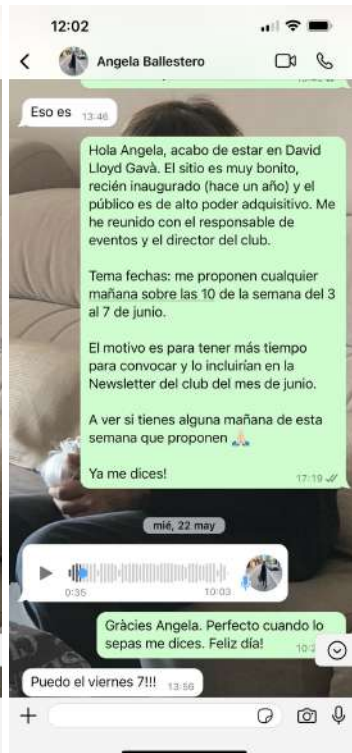 12:02
Angela Ballestero
Eso es 13:46
Hola Angela, acabo de estar en David
Lloyd Gavà. El sitio es muy bonito,
recién inaugurado (hace un año) y el
público es de alto poder adquisitivo. Me
he reunido con el responsable de
eventos y el director del club.
Tema fechas: me proponen cualquier
mañana sobre las 10 de la semana del 3
al 7 de junio.
El motivo es para tener más tiempo
para convocar y lo incluirían en la
Newsletter del club del mes de junio.
A ver si tienes alguna mañana de esta
semana que proponen 🙏🏻
Ya me dices! 17:19
mié, 22 may
0:35 10:03
Gràcies Angela. Perfecto cuando lo
sepas me dices. Feliz día!
Puedo el viernes 7!!! 13:56